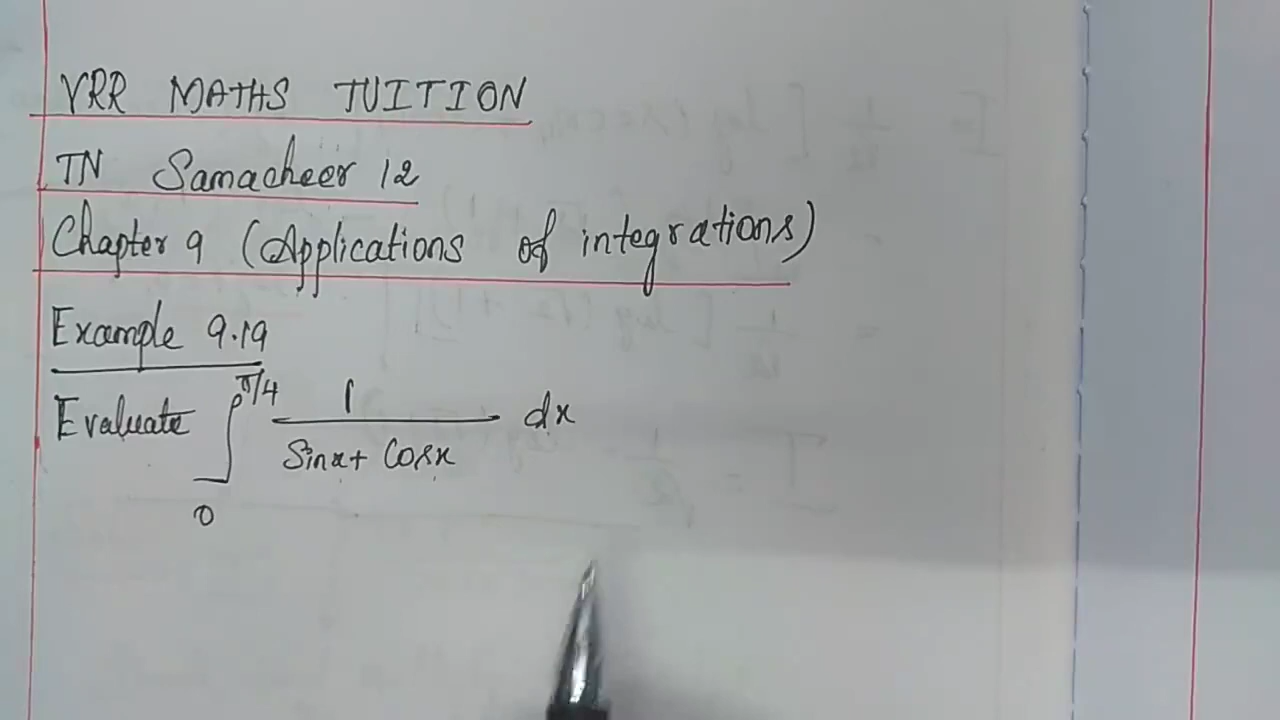 VRR MATHS TUITION
TN Samacheer 12
Chapter 9 (Applications of integrations)
Example 9.19
Evaluate ∫₀^π/4 1/(Sinx + Cosx) dx